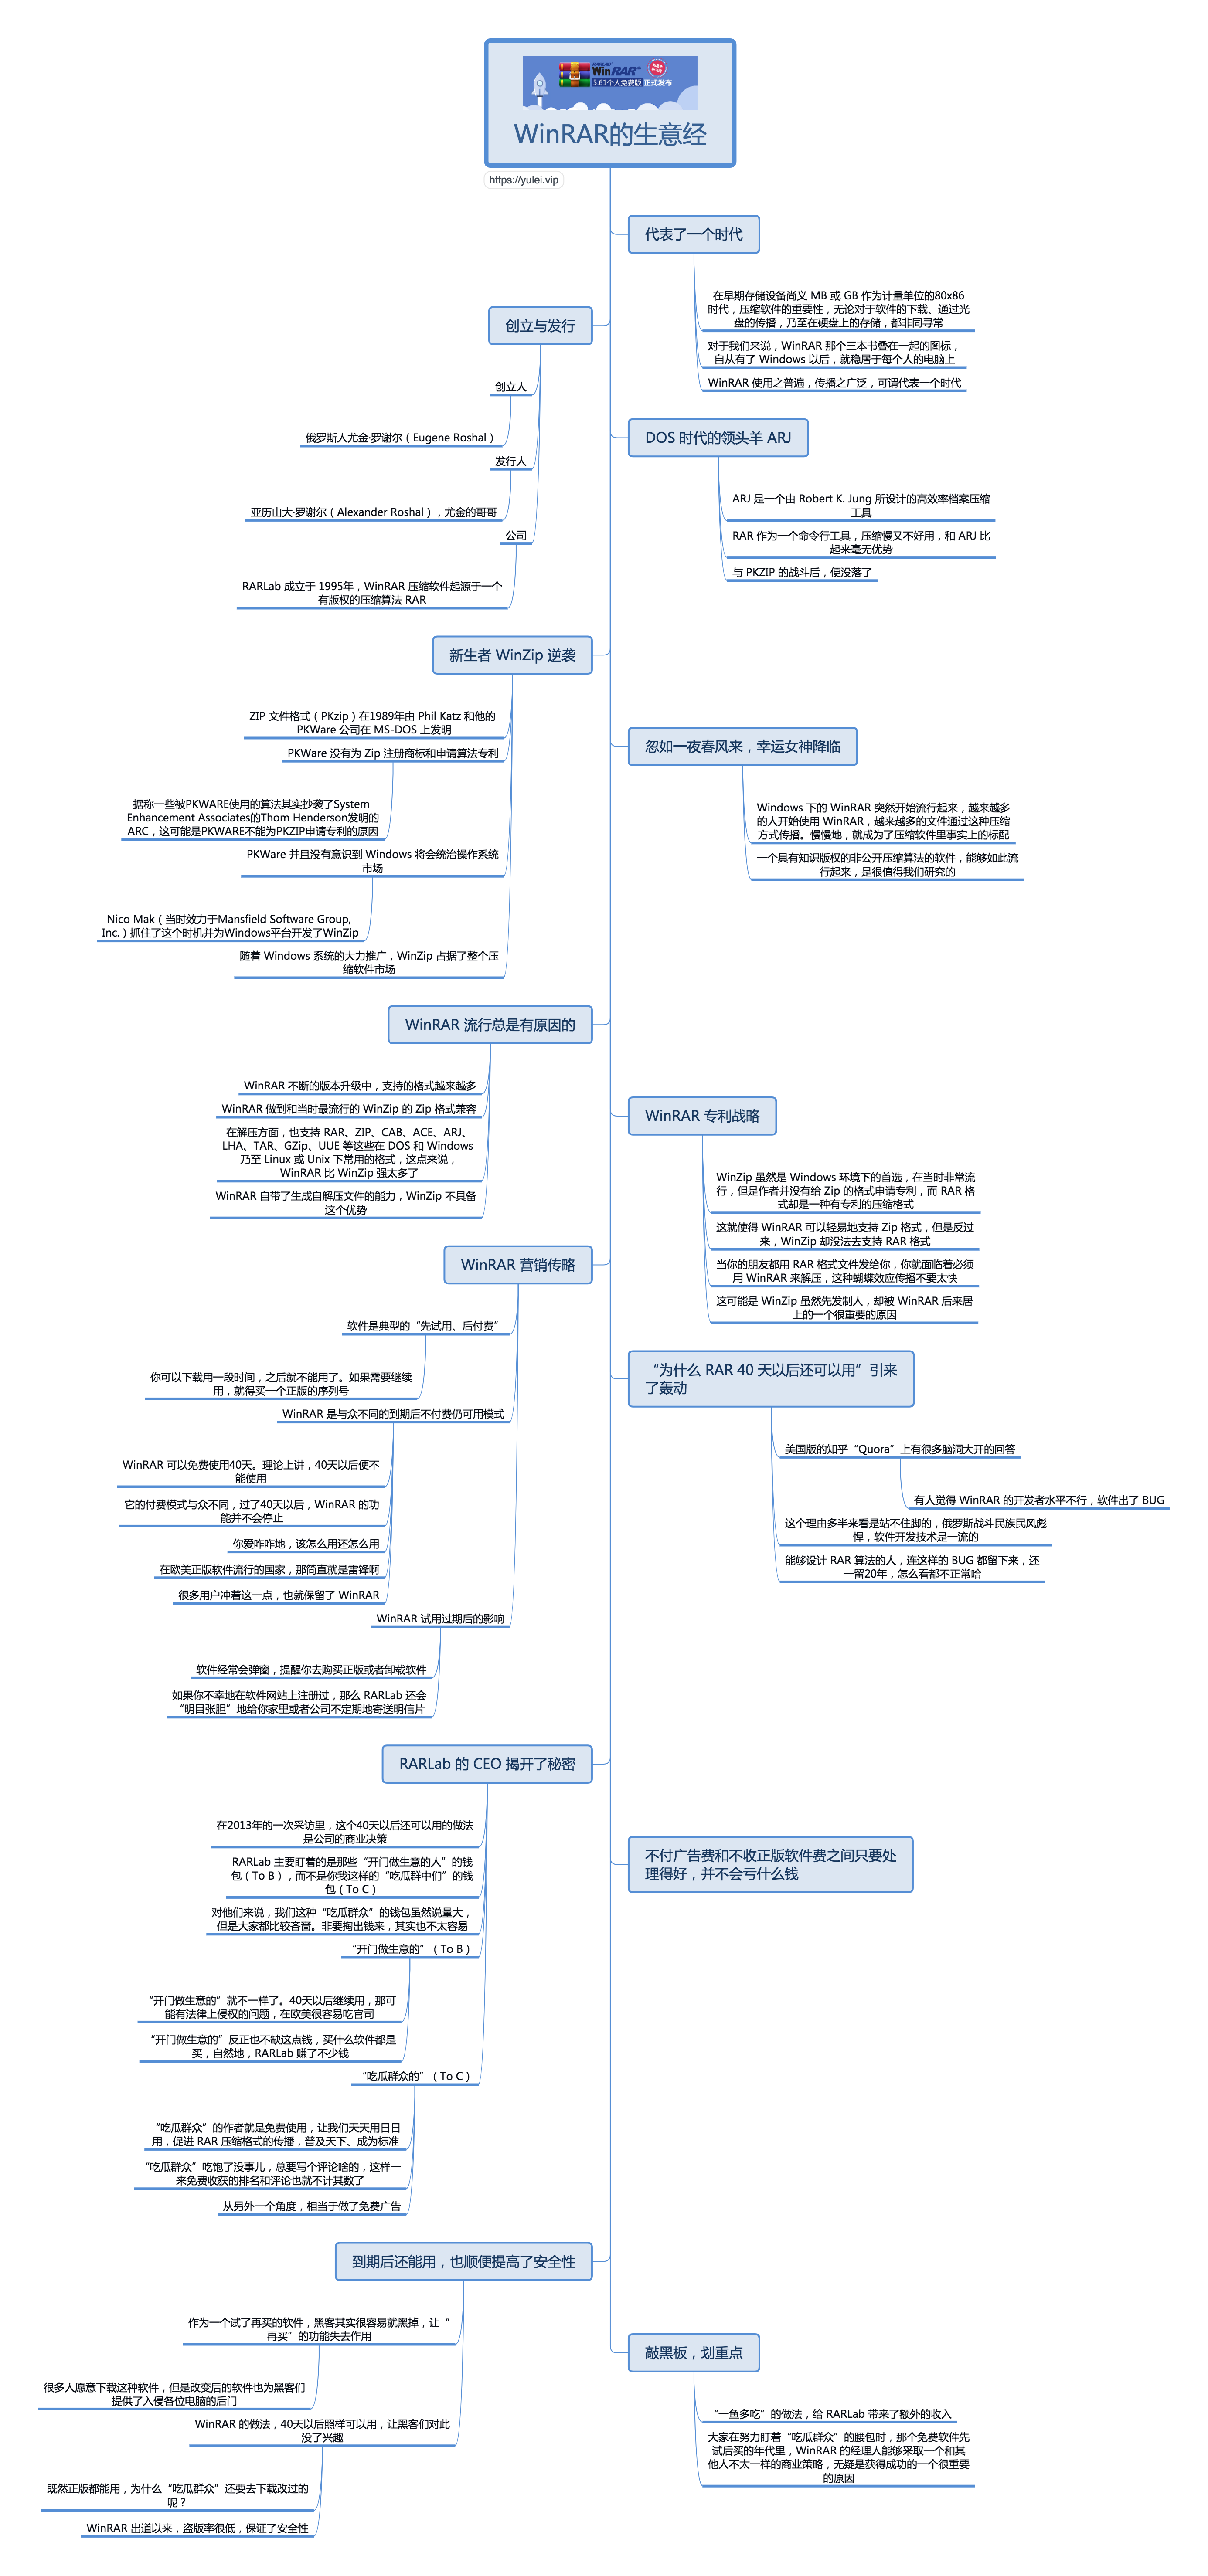 RARLAB
WinRAR®
5.61个人免费版 正式发布
WinRAR的生意经
https://yulei.vip
代表了一个时代
在早期存储设备尚义 MB 或 GB 作为计量单位的80x86
时代，压缩软件的重要性，无论对于软件的下载、通过光
盘的传播，乃至在硬盘上的存储，都非同寻常
对于我们来说，WinRAR 那个三本书叠在一起的图标，
自从有了 Windows 以后，就稳居于每个人的电脑上
WinRAR 使用之普遍，传播之广泛，可谓代表一个时代
创立与发行
创立人
俄罗斯人尤金·罗谢尔（Eugene Roshal）
发行人
亚历山大·罗谢尔（Alexander Roshal），尤金的哥哥
公司
RARLab 成立于 1995年，WinRAR 压缩软件起源于一个
有版权的压缩算法 RAR
DOS 时代的领头羊 ARJ
ARJ 是一个由 Robert K. Jung 所设计的高效率档案压缩
工具
RAR 作为一个命令行工具，压缩慢又不好用，和 ARJ 比
起来毫无优势
与 PKZIP 的战斗后，便没落了
新生者 WinZip 逆袭
ZIP 文件格式（PKzip）在1989年由 Phil Katz 和他的
PKWare 公司在 MS-DOS 上发明
PKWare 没有为 Zip 注册商标和申请算法专利
据称一些被PKWARE使用的算法其实抄袭了System
Enhancement Associates的Thom Henderson发明的
ARC，这可能是PKWARE不能为PKZIP申请专利的原因
PKWare 并且没有意识到 Windows 将会统治操作系统
市场
Nico Mak（当时效力于Mansfield Software Group,
Inc.）抓住了这个时机并为Windows平台开发了WinZip
随着 Windows 系统的大力推广，WinZip 占据了整个压
缩软件市场
忽如一夜春风来，幸运女神降临
Windows 下的 WinRAR 突然开始流行起来，越来越多
的人开始使用 WinRAR，越来越多的文件通过这种压缩
方式传播。慢慢地，就成为了压缩软件里事实上的标配
一个具有知识版权的非公开压缩算法的软件，能够如此流
行起来，是很值得我们研究的
WinRAR 流行总是有原因的
WinRAR 不断的版本升级中，支持的格式越来越多
WinRAR 做到和当时最流行的 WinZip 的 Zip 格式兼容
在解压方面，也支持 RAR、ZIP、CAB、ACE、ARJ、
LHA、TAR、GZip、UUE 等这些在 DOS 和 Windows
乃至 Linux 或 Unix 下常用的格式，这点来说，
WinRAR 比 WinZip 强太多了
WinRAR 自带了生成自解压文件的能力，WinZip 不具备
这个优势
WinRAR 专利战略
WinZip 虽然是 Windows 环境下的首选，在当时非常流
行，但是作者并没有给 Zip 的格式申请专利，而 RAR 格
式却是一种有专利的压缩格式
这就使得 WinRAR 可以轻易地支持 Zip 格式，但是反过
来，WinZip 却没法去支持 RAR 格式
当你的朋友都用 RAR 格式文件发给你，你就面临着必须
用 WinRAR 来解压，这种蝴蝶效应传播不要太快
这可能是 WinZip 虽然先发制人，却被 WinRAR 后来居
上的一个很重要的原因
WinRAR 营销传略
软件是典型的“先试用、后付费”
你可以下载用一段时间，之后就不能用了。如果需要继续
用，就得买一个正版的序列号
WinRAR 是与众不同的到期后不付费仍可用模式
WinRAR 可以免费使用40天。理论上讲，40天以后便不
能使用
它的付费模式与众不同，过了40天以后，WinRAR 的功
能并不会停止
你爱咋咋地，该怎么用还怎么用
在欧美正版软件流行的国家，那简直就是雷锋啊
很多用户冲着这一点，也就保留了 WinRAR
WinRAR 试用过期后的影响
软件经常会弹窗，提醒你去购买正版或者卸载软件
如果你不幸地在软件网站上注册过，那么 RARLab 还会
“明目张胆”地给你家里或者公司不定期地寄送明信片
“为什么 RAR 40 天以后还可以用”引来
了轰动
美国版的知乎“Quora”上有很多脑洞大开的回答
有人觉得 WinRAR 的开发者水平不行，软件出了 BUG
这个理由多半来看是站不住脚的，俄罗斯战斗民族民风彪
悍，软件开发技术是一流的
能够设计 RAR 算法的人，连这样的 BUG 都留下来，还
一留20年，怎么看都不正常哈
RARLab 的 CEO 揭开了秘密
在2013年的一次采访里，这个40天以后还可以用的做法
是公司的商业决策
RARLab 主要盯着的是那些“开门做生意的人”的钱
包（To B），而不是你我这样的“吃瓜群中们”的钱
包（To C）
对他们来说，我们这种“吃瓜群众”的钱包虽然说量大，
但是大家都比较吝啬。非要掏出钱来，其实也不太容易
“开门做生意的”（To B）
“开门做生意的”就不一样了。40天以后继续用，那可
能有法律上侵权的问题，在欧美很容易吃官司
“开门做生意的”反正也不缺这点钱，买什么软件都是
买，自然地，RARLab 赚了不少钱
“吃瓜群众的”（To C）
“吃瓜群众”的作者就是免费使用，让我们天天用日日
用，促进 RAR 压缩格式的传播，普及天下、成为标准
“吃瓜群众”吃饱了没事儿，总要写个评论啥的，这样一
来免费收获的排名和评论也就不计其数了
从另外一个角度，相当于做了免费广告
不付广告费和不收正版软件费之间只要处
理得好，并不会亏什么钱
到期后还能用，也顺便提高了安全性
作为一个试了再买的软件，黑客其实很容易就黑掉，让“
再买”的功能失去作用
很多人愿意下载这种软件，但是改变后的软件也为黑客们
提供了入侵各位电脑的后门
WinRAR 的做法，40天以后照样可以用，让黑客们对此
没了兴趣
既然正版都能用，为什么“吃瓜群众”还要去下载改过的
呢？
WinRAR 出道以来，盗版率很低，保证了安全性
敲黑板，划重点
“一鱼多吃”的做法，给 RARLab 带来了额外的收入
大家在努力盯着“吃瓜群众”的腰包时，那个免费软件先
试后买的年代里，WinRAR 的经理人能够采取一个和其
他人不太一样的商业策略，无疑是获得成功的一个很重要
的原因